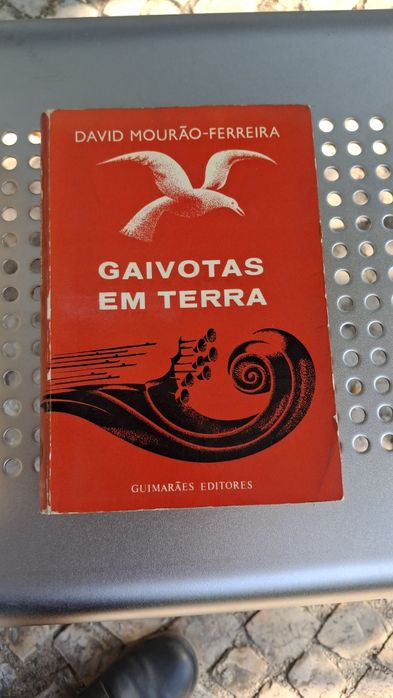 DAVID MOURÃO-FERREIRA
GAIVOTAS
EM TERRA
GUIMARÃES EDITORES